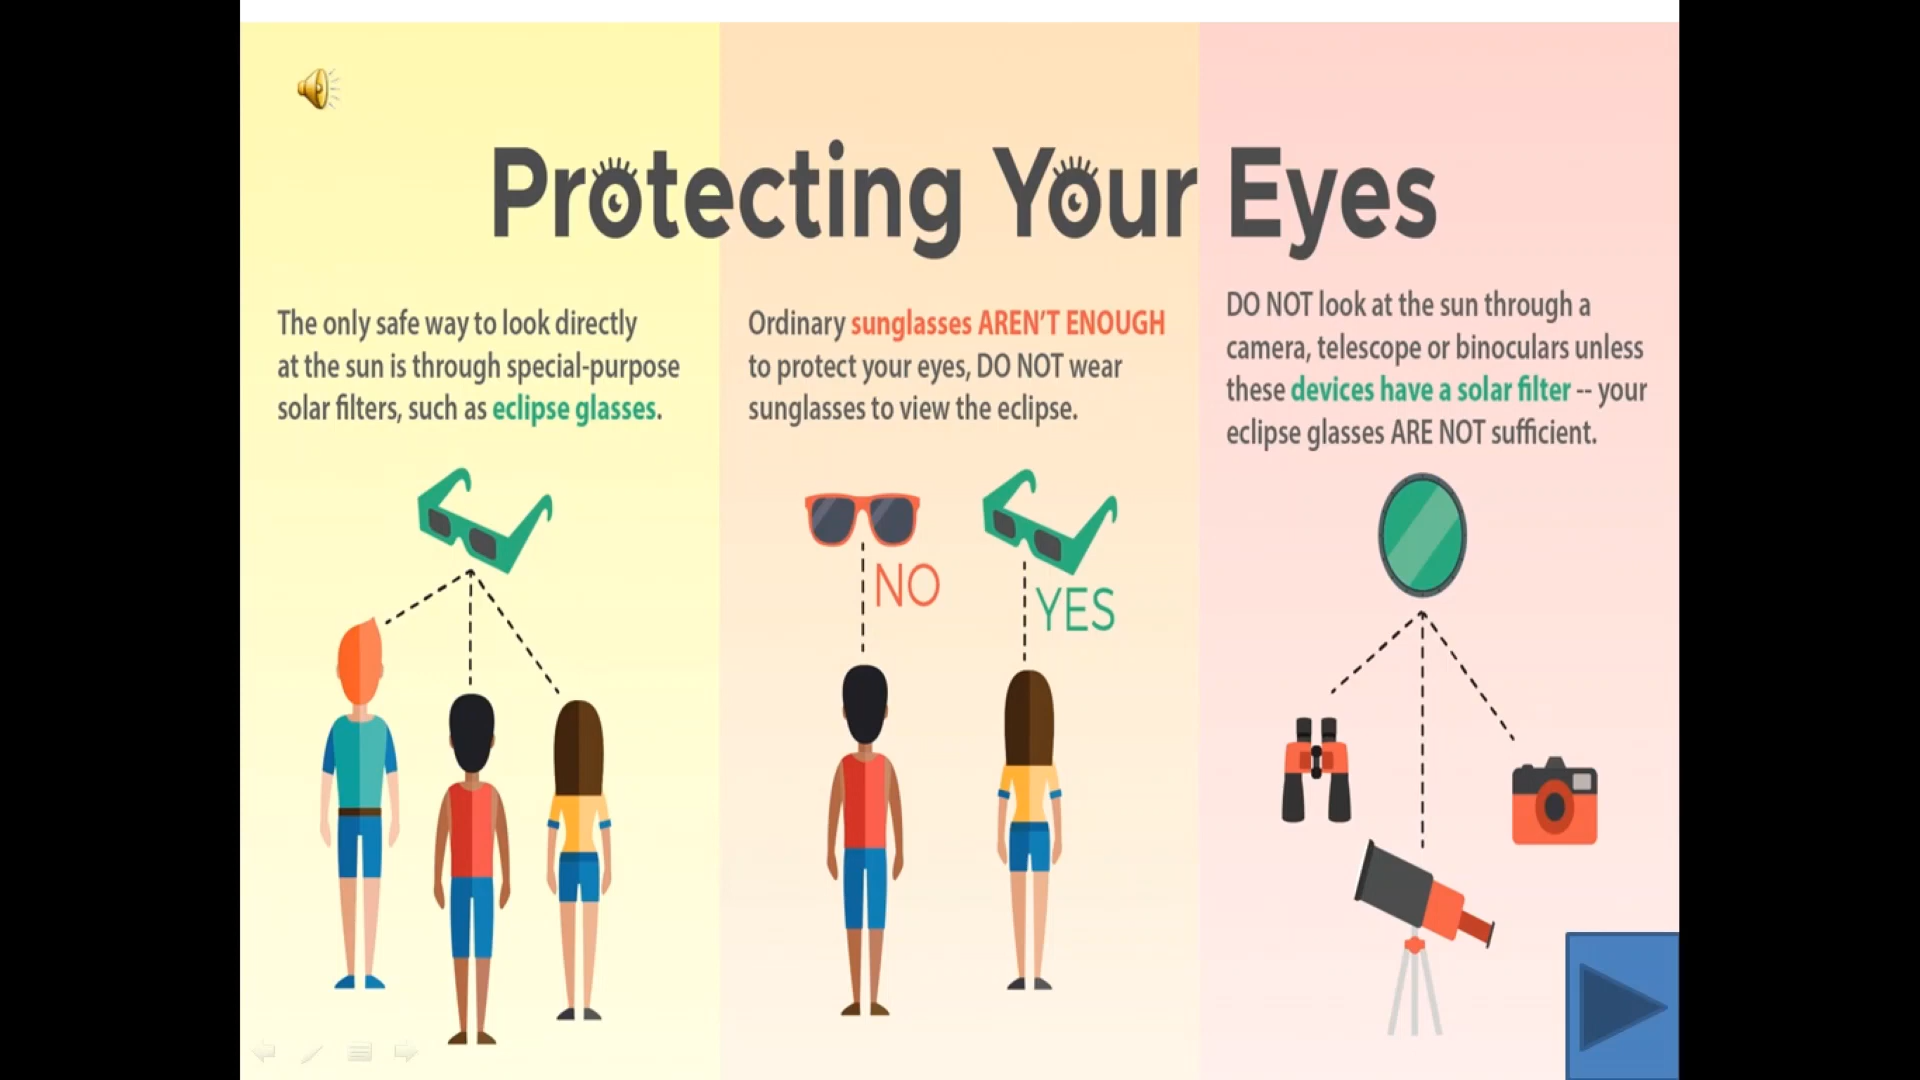 Protecting Your Eyes
The only safe way to look directly
at the sun is through special-purpose
solar filters, such as eclipse glasses.
Ordinary sunglasses AREN'T ENOUGH
to protect your eyes, DO NOT wear
sunglasses to view the eclipse.
NO
YES
DO NOT look at the sun through a
camera, telescope or binoculars unless
these devices have a solar filter -- your
eclipse glasses ARE NOT sufficient.